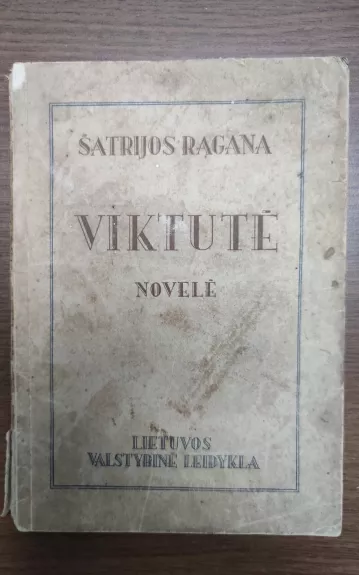 ŠATRIJOS RAGANA
VIKTUTĖ
NOVELĖ
LIETUVOS
VALSTYBINĖ LEIDYKLA